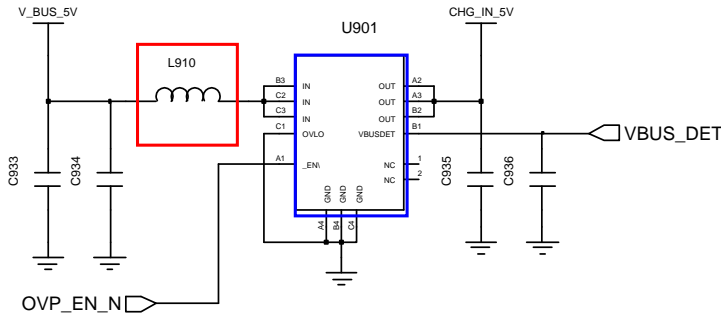 V_BUS_5V
U901
CHG_IN_5V
L910
B3 IN OUT A2
C2 IN OUT A3
C3 IN OUT B2
C1 OVLO VBUSDET B1
VBUS_DET
A1 _EN\ NC 1
NC 2
C933
C934
C935
C936
GND GND GND
A4 B4 C4
OVP_EN_N